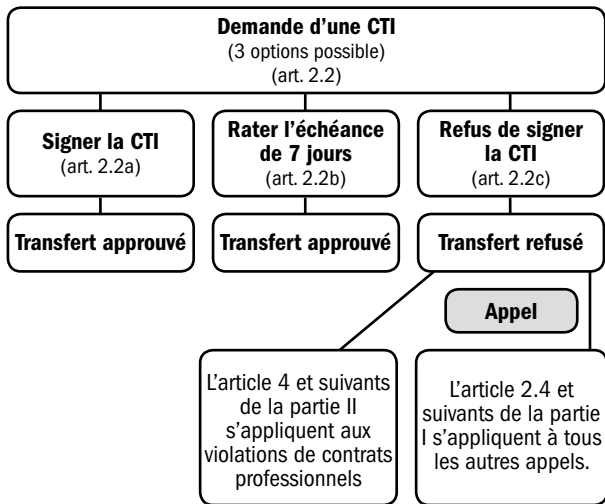 Demande d'une CTI
(3 options possible)
(art. 2.2)
Signer la CTI
(art. 2.2a)
Rater l'échéance
de 7 jours
(art. 2.2b)
Refus de signer
la CTI
(art. 2.2c)
Transfert approuvé
Transfert approuvé
Transfert refusé
Appel
L'article 4 et suivants
de la partie II
s'appliquent aux
violations de contrats
professionnels
L'article 2.4 et
suivants de la partie
I s'appliquent à tous
les autres appels.